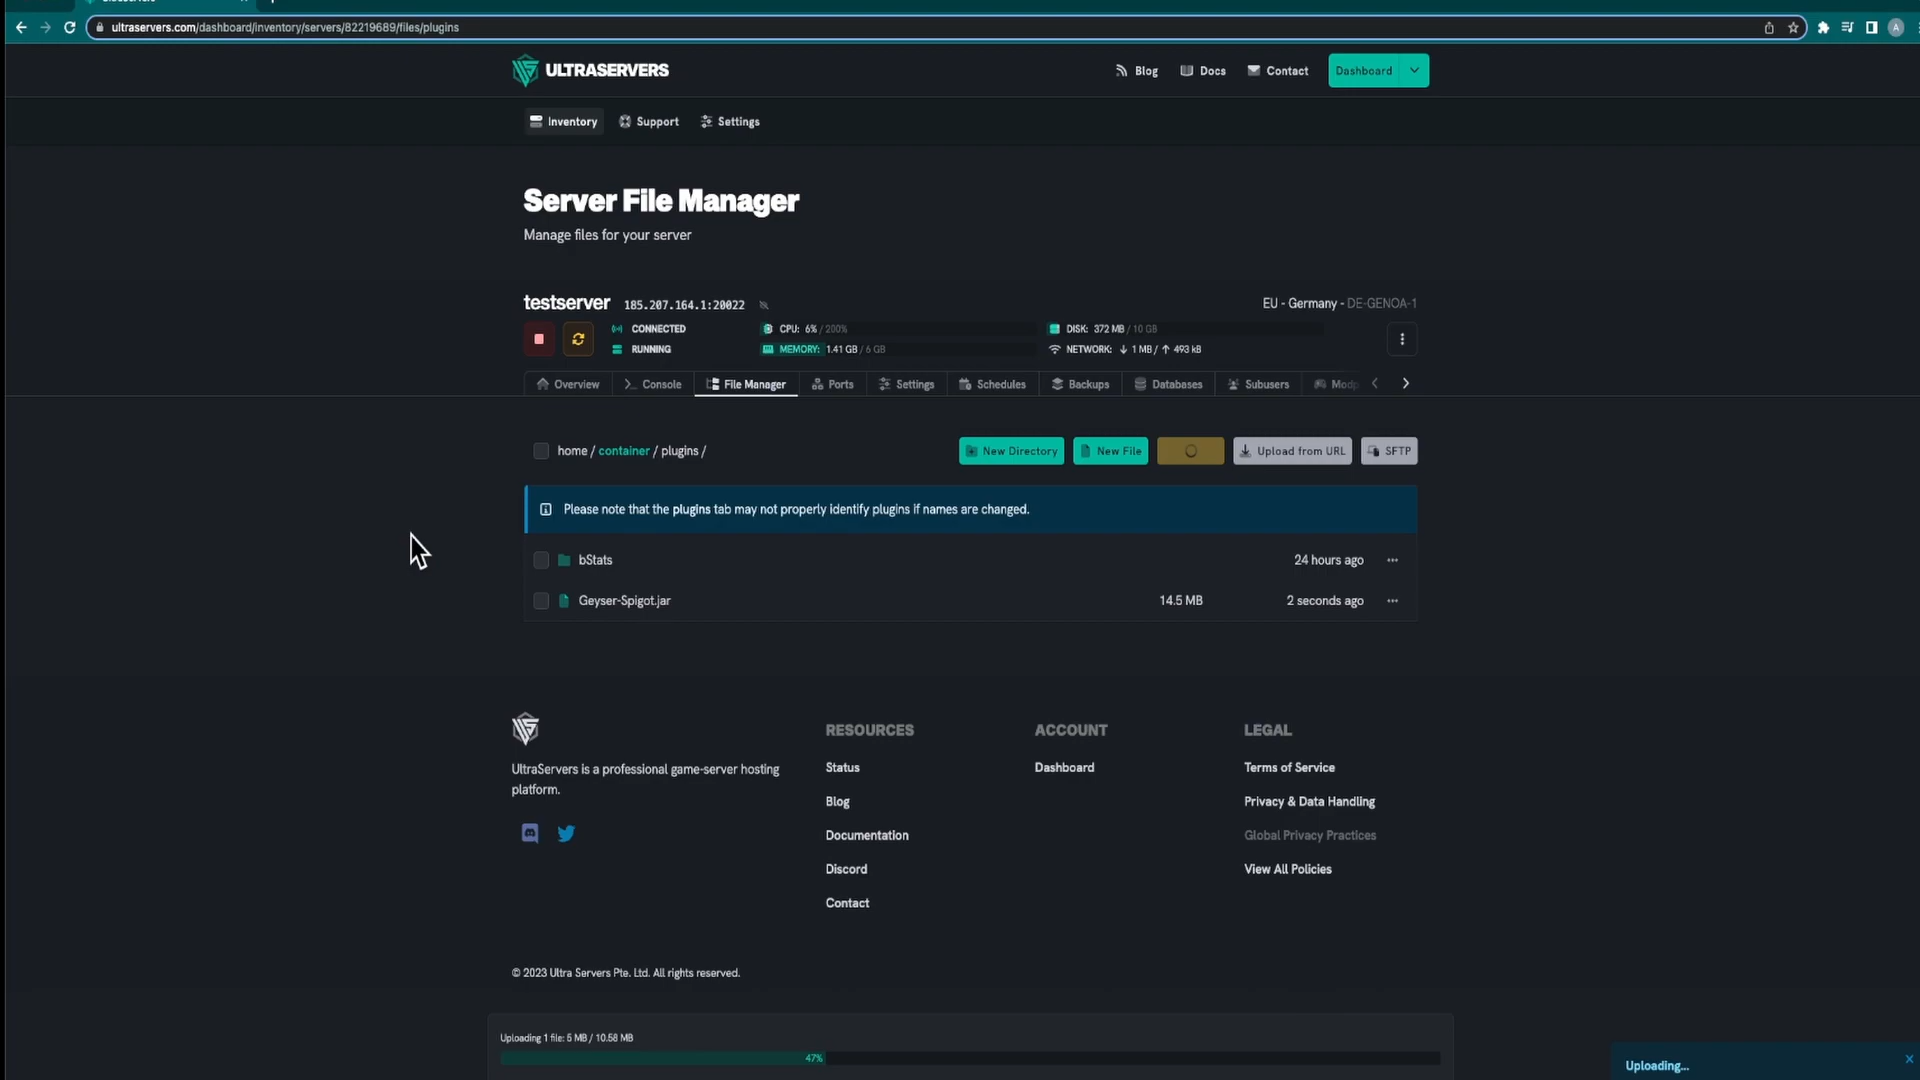 ultraservers.com/dashboard/inventory/servers/82219689/files/plugins
A
ULTRASERVERS
Blog
Docs
Contact
Dashboard
Inventory
Support
Settings
Server File Manager
Manage files for your server
testserver 185.207.164.1:20022
EU - Germany - DE-GENOA-1
CONNECTED
CPU: 6% / 200%
DISK: 372 MB / 10 GB
RUNNING
MEMORY: 1.41 GB / 6 GB
NETWORK: ↓ 1 MB / ↑ 493 kB
Overview
Console
File Manager
Ports
Settings
Schedules
Backups
Databases
Subusers
home / container / plugins /
New Directory
New File
Upload from URL
SFTP
Please note that the plugins tab may not properly identify plugins if names are changed.
bStats 24 hours ago
Geyser-Spigot.jar 14.5 MB 2 seconds ago
UltraServers is a professional game-server hosting
platform.
RESOURCES
Status
Blog
Documentation
Discord
Contact
ACCOUNT
Dashboard
LEGAL
Terms of Service
Privacy & Data Handling
Global Privacy Practices
View All Policies
© 2023 Ultra Servers Pte. Ltd. All rights reserved.
Uploading 1 file: 5 MB / 10.58 MB
47%
Uploading...